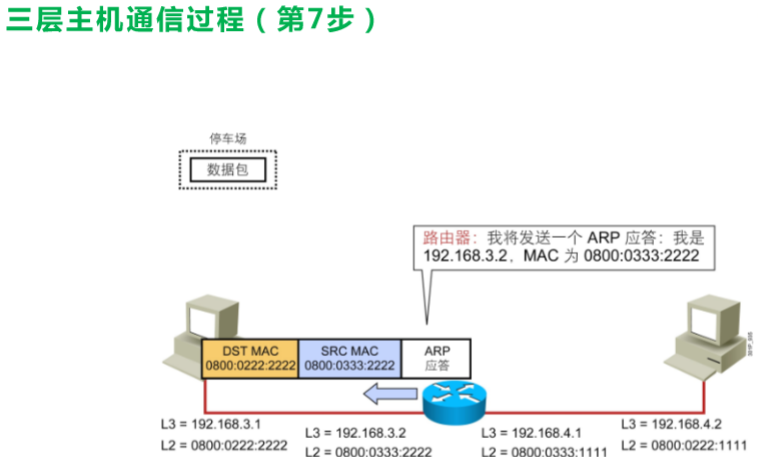 三层主机通信过程（第7步）
停车场
数据包
路由器：我将发送一个 ARP 应答：我是
192.168.3.2，MAC 为 0800:0333:2222
DST MAC
0800:0222:2222
SRC MAC
0800:0333:2222
ARP
应答
L3 = 192.168.3.1
L2 = 0800:0222:2222
L3 = 192.168.3.2
L2 = 0800:0333:2222
L3 = 192.168.4.1
L2 = 0800:0333:1111
L3 = 192.168.4.2
L2 = 0800:0222:1111